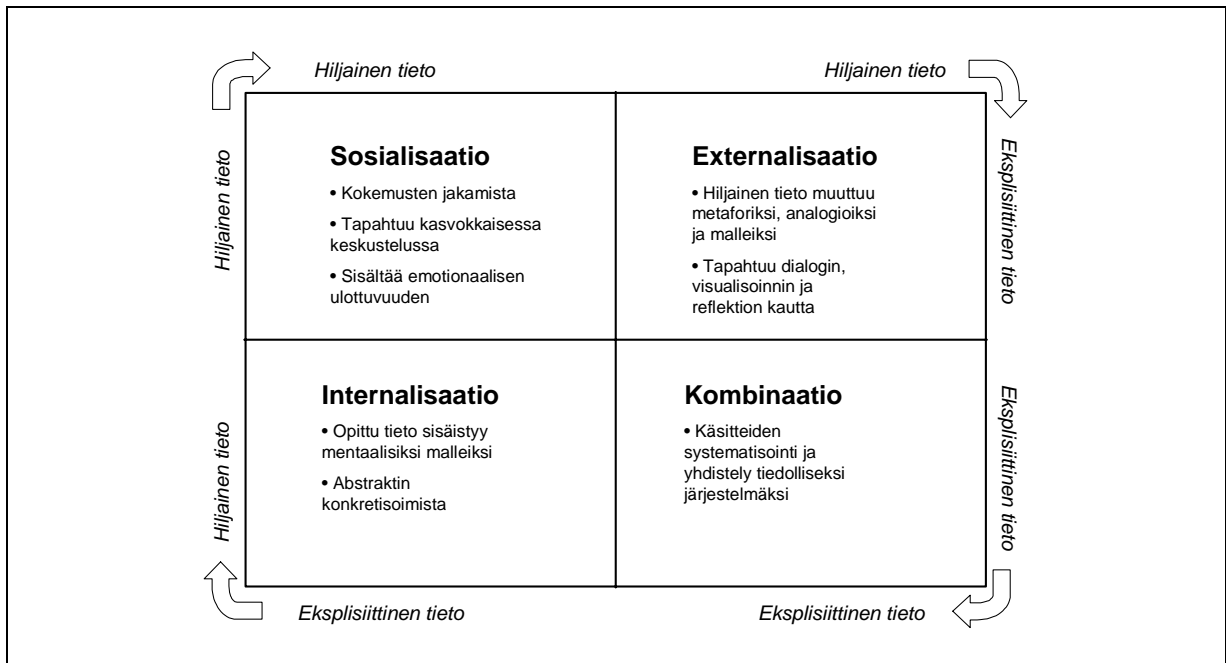 Hiljainen tieto
Hiljainen tieto
Hiljainen tieto
Sosialisaatio
• Kokemusten jakamista
• Tapahtuu kasvokkaisessa
keskustelussa
• Sisältää emotionaalisen
ulottuvuuden
Externalisaatio
• Hiljainen tieto muuttuu
metaforiksi, analogioiksi
ja malleiksi
• Tapahtuu dialogin,
visualisoinnin ja
reflektion kautta
Eksplisiittinen tieto
Hiljainen tieto
Internalisaatio
• Opittu tieto sisäistyy
mentaalisiksi malleiksi
• Abstraktin
konkretisoimista
Kombinaatio
• Käsitteiden
systematisointi ja
yhdistely tiedolliseksi
järjestelmäksi
Eksplisiittinen tieto
Eksplisiittinen tieto
Eksplisiittinen tieto